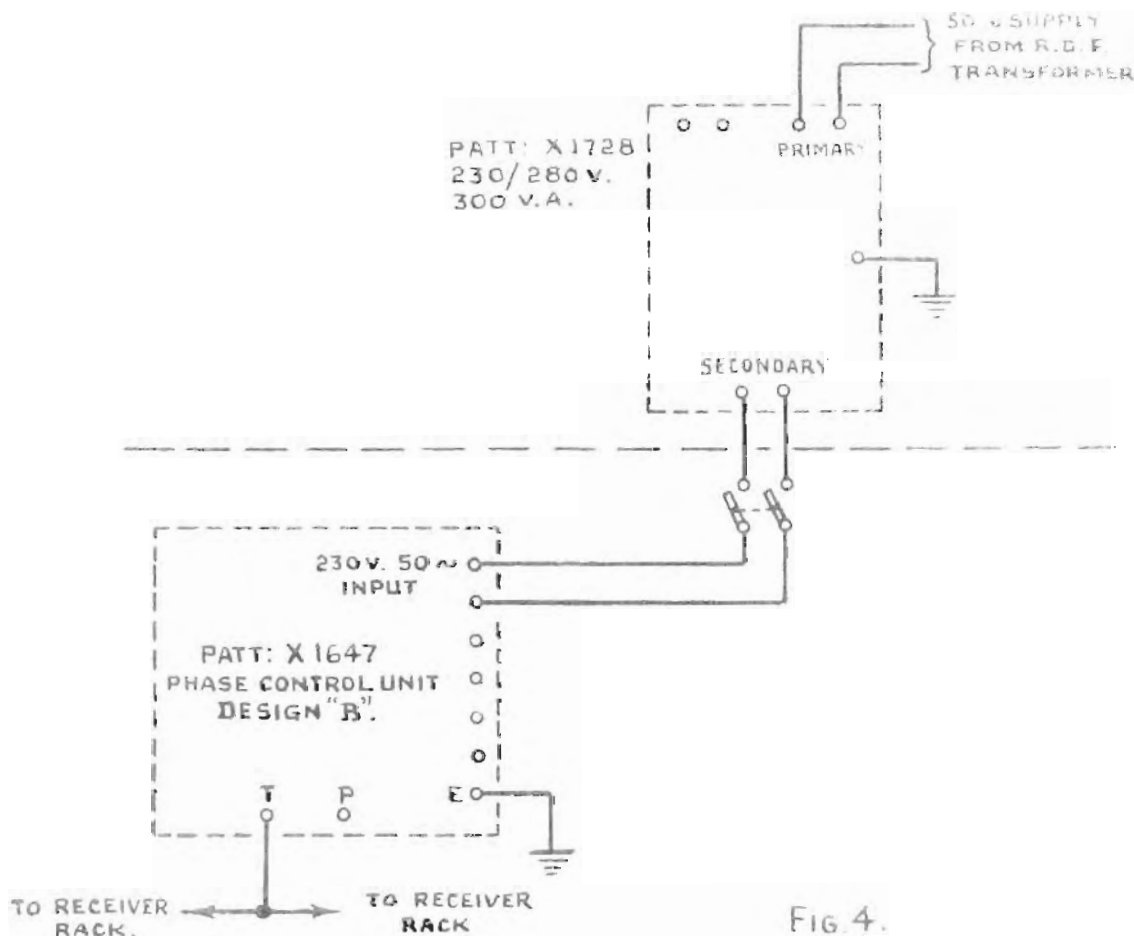 50 ~ SUPPLY
FROM R.D.F.
TRANSFORMER
PATT: X1728
230/280 V.
300 V.A.
PRIMARY
SECONDARY
230V. 50 ~
INPUT
PATT: X1647
PHASE CONTROL UNIT
DESIGN "B".
T P E
TO RECEIVER
RACK.
TO RECEIVER
RACK
FIG. 4.